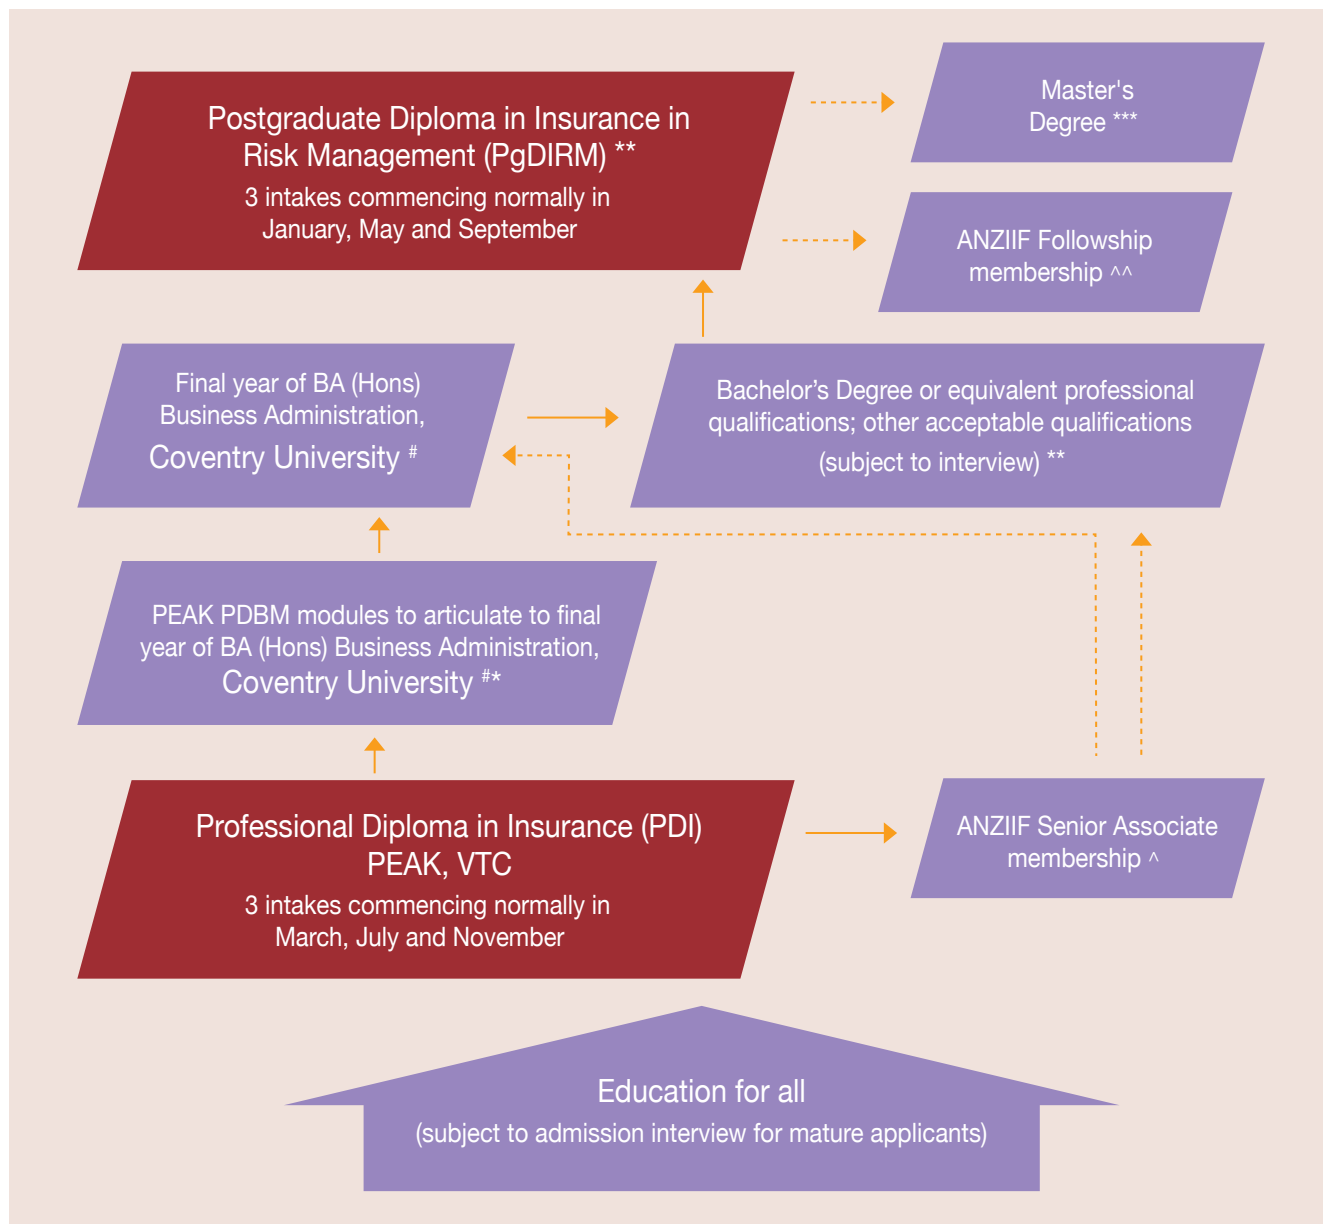 Postgraduate Diploma in Insurance in
Risk Management (PgDIRM) **
3 intakes commencing normally in
January, May and September
Master's
Degree ***
ANZIIF Followship
membership ^^
Final year of BA (Hons)
Business Administration,
Coventry University #
Bachelor’s Degree or equivalent professional
qualifications; other acceptable qualifications
(subject to interview) **
PEAK PDBM modules to articulate to final
year of BA (Hons) Business Administration,
Coventry University #*
Professional Diploma in Insurance (PDI)
PEAK, VTC
3 intakes commencing normally in
March, July and November
ANZIIF Senior Associate
membership ^
Education for all
(subject to admission interview for mature applicants)